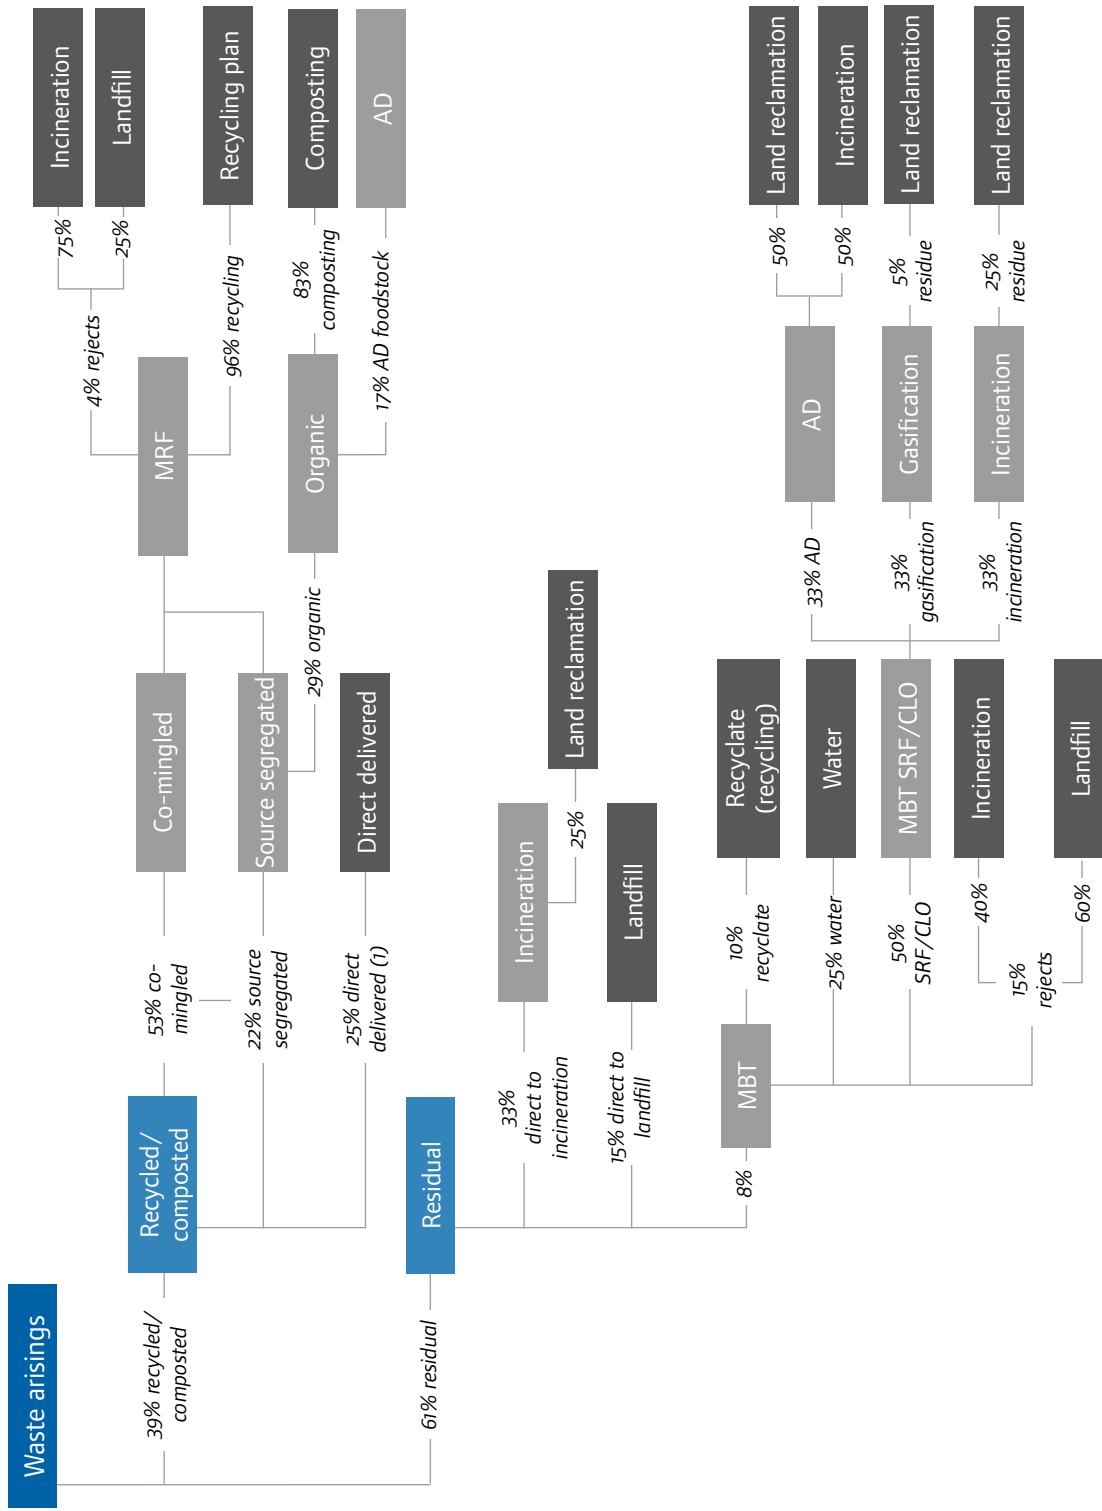 Waste arisings
39% recycled/
composted
61% residual
Recycled/
composted
Residual
53% co-
mingled
22% source
segregated
25% direct
delivered (1)
Co-mingled
Source segregated
Direct delivered
29% organic
MRF
Organic
4% rejects
96% recycling
83%
composting
17% AD foodstock
75%
25%
Incineration
Landfill
Recycling plan
Composting
AD
33%
direct to
incineration
15% direct to
landfill
8%
Incineration
25%
Land reclamation
Landfill
MBT
10%
recyclate
25% water
50%
SRF/CLO
15%
rejects
40%
60%
Recyclate
(recycling)
Water
MBT SRF/CLO
Incineration
Landfill
33% AD
33%
gasification
33%
incineration
AD
Gasification
Incineration
50%
50%
5%
residue
25%
residue
Land reclamation
Incineration
Land reclamation
Land reclamation